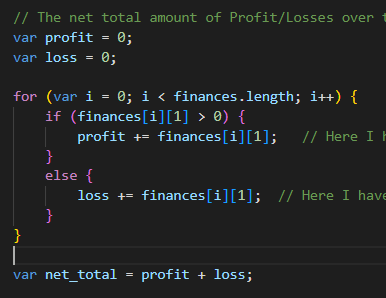 // The net total amount of Profit/Losses over
var profit = 0;
var loss = 0;
for (var i = 0; i < finances.length; i++) {
if (finances[i][1] > 0) {
profit += finances[i][1]; // Here I
}
else {
loss += finances[i][1]; // Here I have
}
}
var net_total = profit + loss;